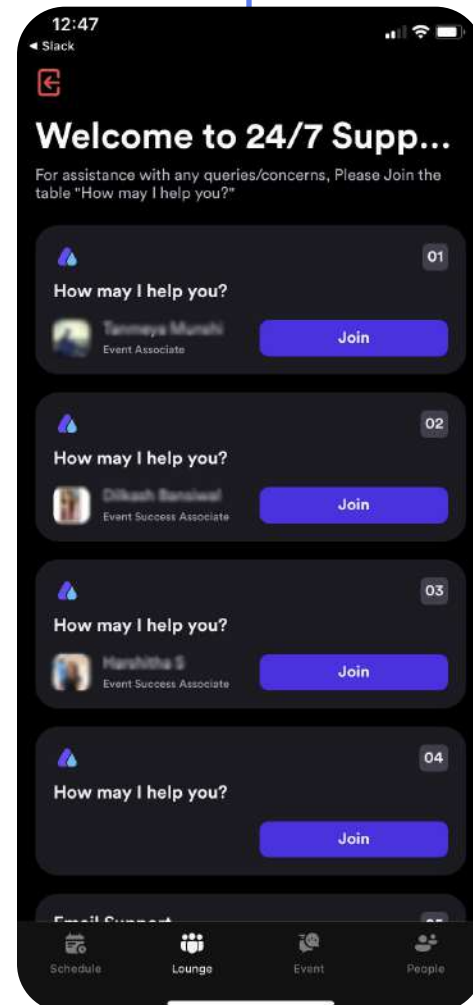 12:47
◀ Slack
Welcome to 24/7 Supp...
For assistance with any queries/concerns, Please Join the
table "How may I help you?"
01
How may I help you?
Event Associate
Join
02
How may I help you?
Event Success Associate
Join
03
How may I help you?
Event Success Associate
Join
04
How may I help you?
Join
Email Support
05
Schedule
Lounge
Event
People